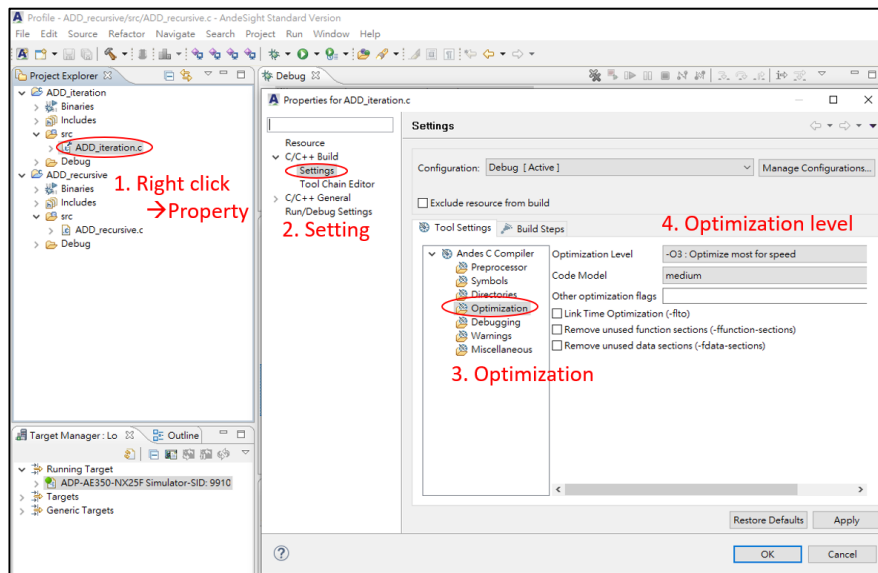 Profile - ADD_recursive/src/ADD_recursive.c - AndeSight Standard Version
File Edit Source Refactor Navigate Search Project Run Window Help
Project Explorer
Debug
ADD_iteration
Binaries
Includes
src
ADD_iteration.c
Debug
ADD_recursive
Binaries
Includes
src
ADD_recursive.c
Debug
1. Right click
→Property
Properties for ADD_iteration.c
Resource
C/C++ Build
Settings
Tool Chain Editor
C/C++ General
Run/Debug Settings
2. Setting
Settings
Configuration: Debug [ Active ]
Manage Configurations...
Exclude resource from build
Tool Settings
Build Steps
4. Optimization level
Andes C Compiler
Preprocessor
Symbols
Directories
Optimization
Debugging
Warnings
Miscellaneous
Optimization Level -O3 : Optimize most for speed
Code Model medium
Other optimization flags
Link Time Optimization (-flto)
Remove unused function sections (-ffunction-sections)
Remove unused data sections (-fdata-sections)
3. Optimization
Target Manager : Lo
Outline
Running Target
ADP-AE350-NX25F Simulator-SID: 9910
Targets
Generic Targets
Restore Defaults Apply
OK Cancel